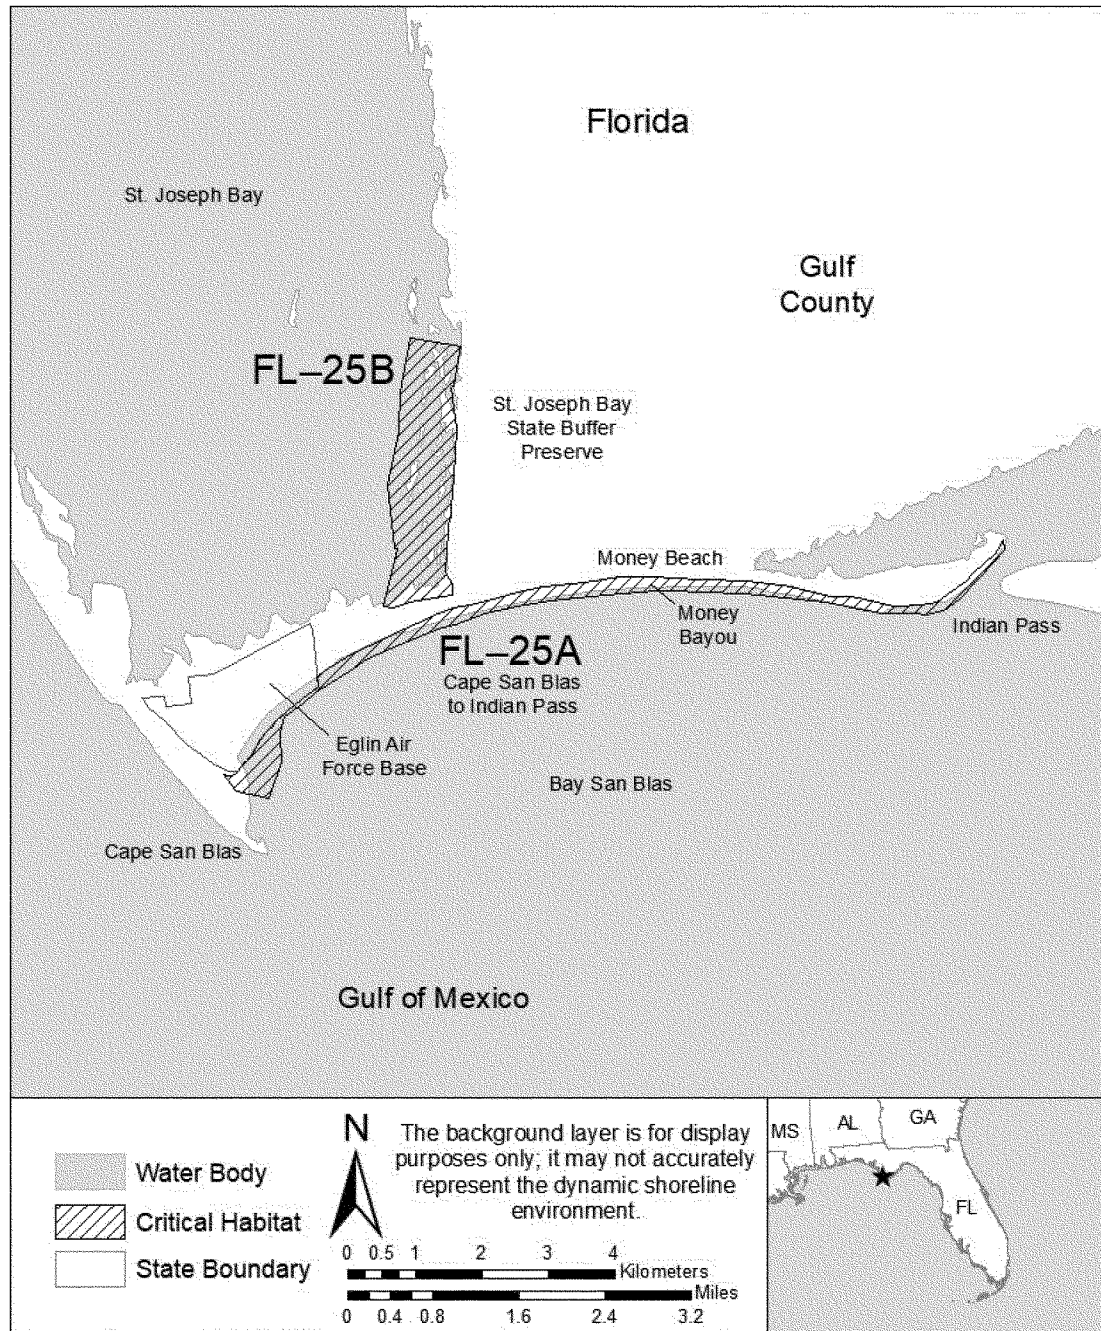 Florida
St. Joseph Bay
Gulf
County
FL–25B
St. Joseph Bay
State Buffer
Preserve
Money Beach
Money
Bayou
Indian Pass
FL–25A
Cape San Blas
to Indian Pass
Eglin Air
Force Base
Bay San Blas
Cape San Blas
Gulf of Mexico
Water Body
Critical Habitat
State Boundary
N
The background layer is for display
purposes only; it may not accurately
represent the dynamic shoreline
environment.
0 0.5 1 2 3 4
Kilometers
Miles
0 0.4 0.8 1.6 2.4 3.2
MS AL GA
FL